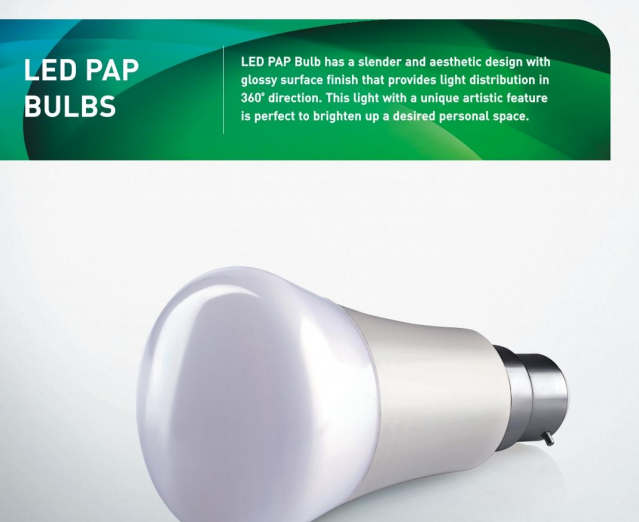 LED PAP
BULBS
LED PAP Bulb has a slender and aesthetic design with
glossy surface finish that provides light distribution in
360° direction. This light with a unique artistic feature
is perfect to brighten up a desired personal space.